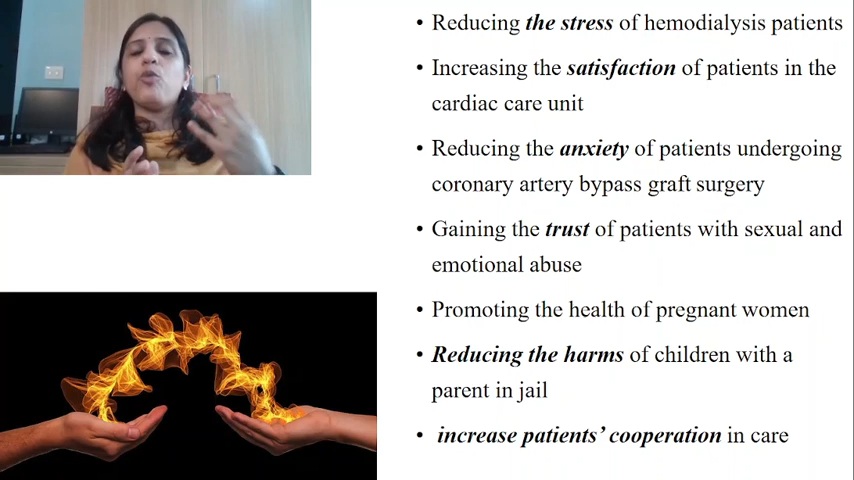 • Reducing the stress of hemodialysis patients
• Increasing the satisfaction of patients in the
cardiac care unit
• Reducing the anxiety of patients undergoing
coronary artery bypass graft surgery
• Gaining the trust of patients with sexual and
emotional abuse
• Promoting the health of pregnant women
• Reducing the harms of children with a
parent in jail
• increase patients’ cooperation in care